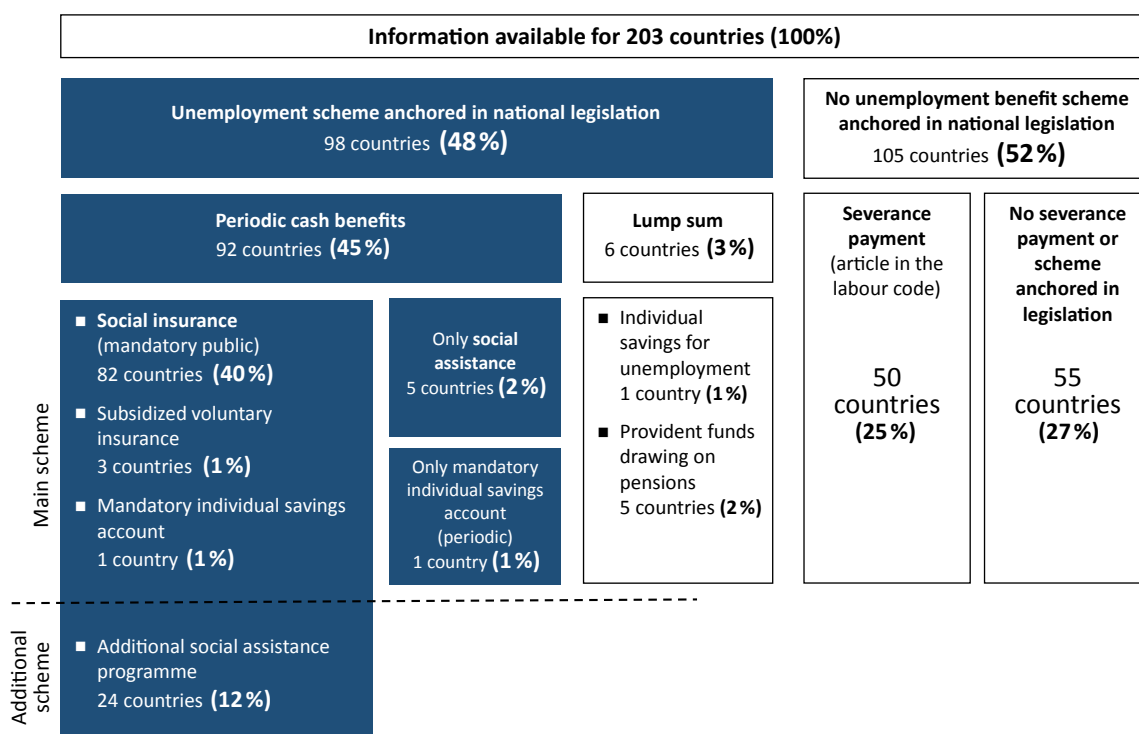 Information available for 203 countries (100%)
Unemployment scheme anchored in national legislation
98 countries (48%)
No unemployment benefit scheme
anchored in national legislation
105 countries (52%)
Periodic cash benefits
92 countries (45%)
Lump sum
6 countries (3%)
Severance
payment
(article in the
labour code)
50
countries
(25%)
No severance
payment or
scheme
anchored in
legislation
55
countries
(27%)
Main scheme
■ Social insurance
(mandatory public)
82 countries (40%)
■ Subsidized voluntary
insurance
3 countries (1%)
■ Mandatory individual savings
account
1 country (1%)
Only social
assistance
5 countries (2%)
Only mandatory
individual savings
account
(periodic)
1 country (1%)
■ Individual
savings for
unemployment
1 country (1%)
■ Provident funds
drawing on
pensions
5 countries (2%)
Additional
scheme
■ Additional social assistance
programme
24 countries (12%)